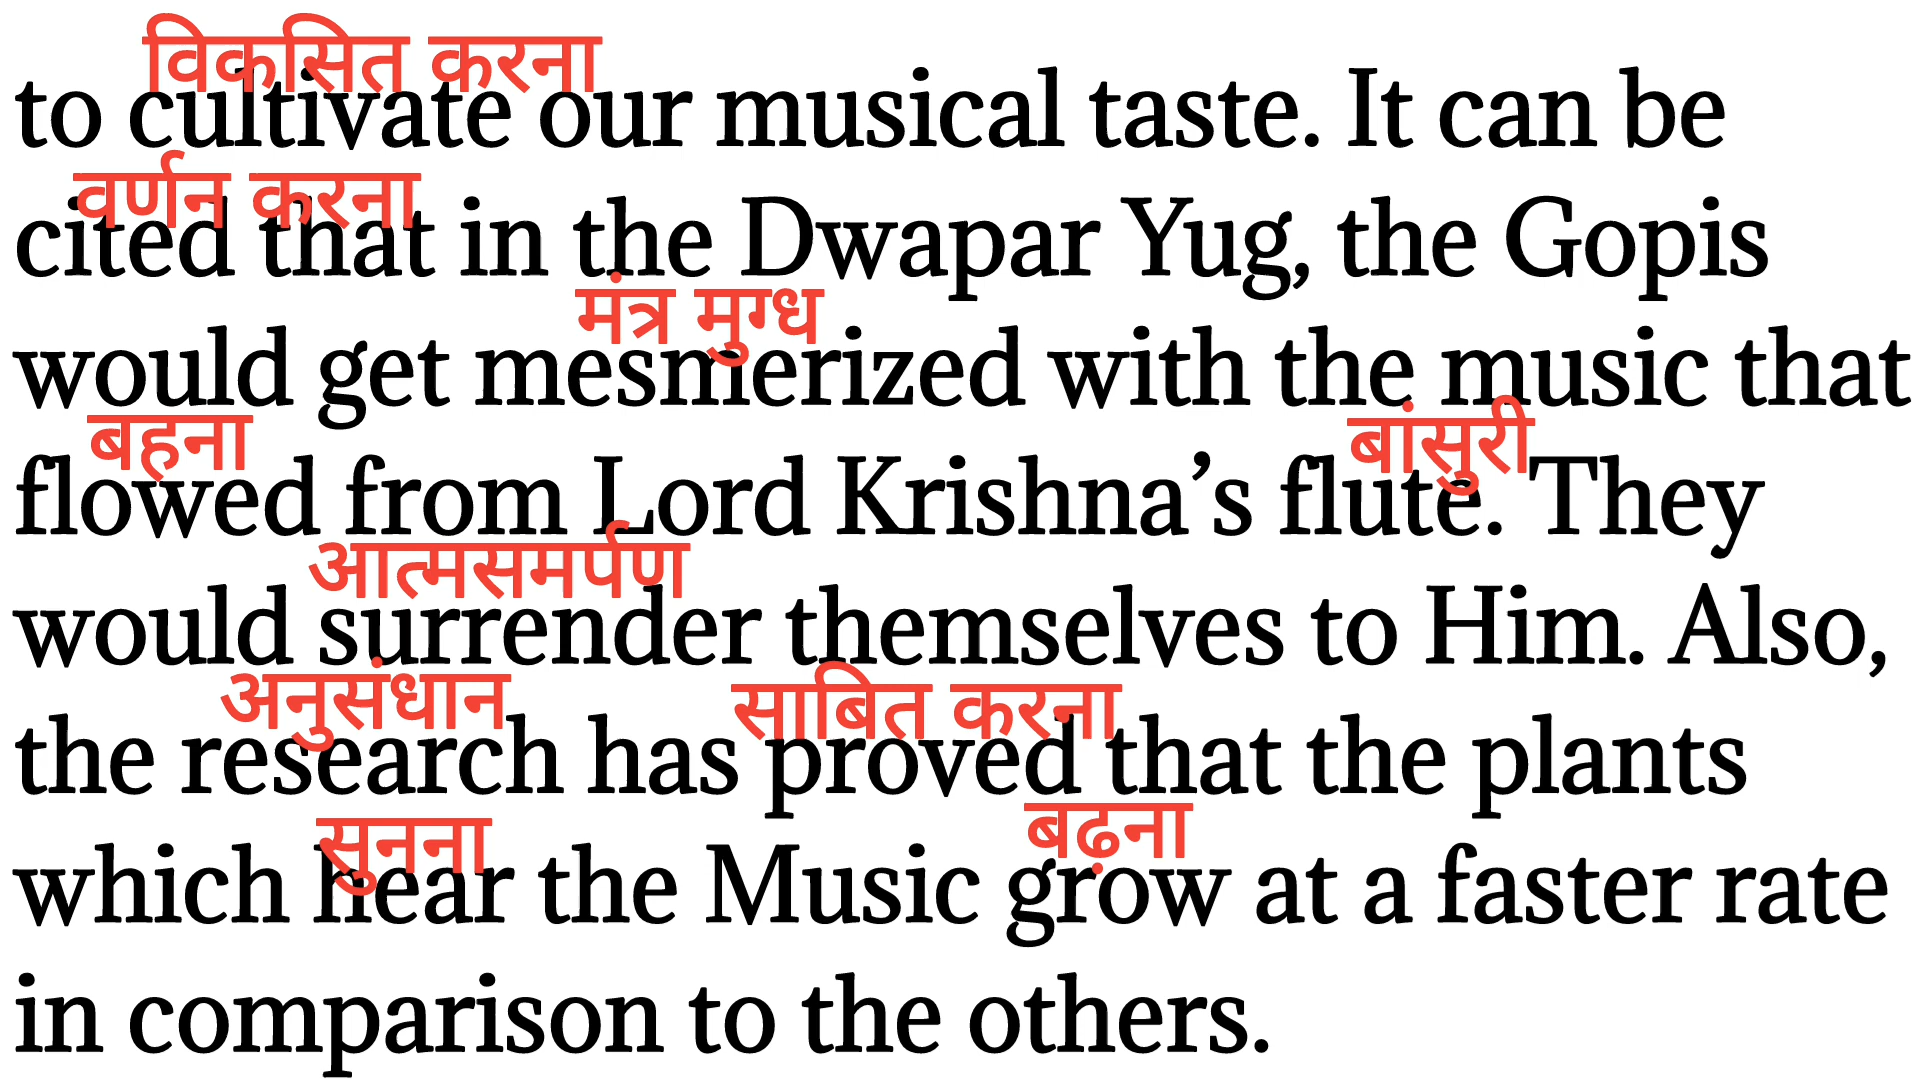 विकसित करना
to cultivate our musical taste. It can be
वर्णन करना
cited that in the Dwapar Yug, the Gopis
मंत्र मुग्ध
would get mesmerized with the music that
बहना बांसुरी
flowed from Lord Krishna’s flute. They
आत्मसमर्पण
would surrender themselves to Him. Also,
अनुसंधान साबित करना
the research has proved that the plants
सुनना बढ़ना
which hear the Music grow at a faster rate
in comparison to the others.